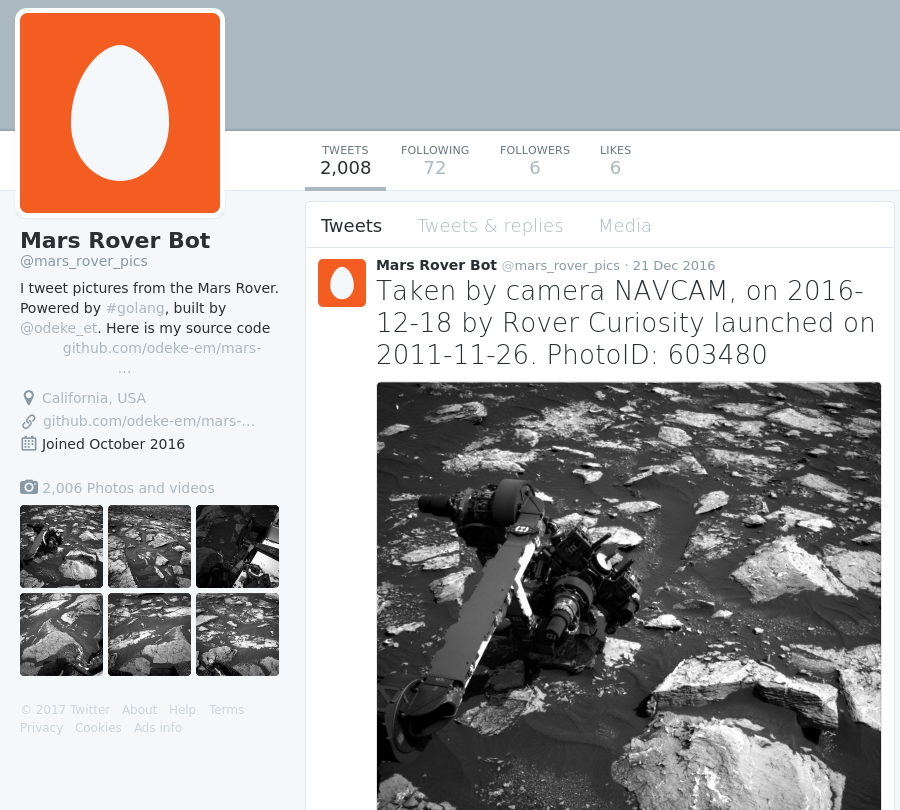 TWEETS FOLLOWING FOLLOWERS LIKES
2,008 72 6 6
Mars Rover Bot
@mars_rover_pics
I tweet pictures from the Mars Rover.
Powered by #golang, built by
@odeke_et. Here is my source code
github.com/odeke-em/mars-
…
California, USA
github.com/odeke-em/mars-…
Joined October 2016
2,006 Photos and videos
© 2017 Twitter About Help Terms
Privacy Cookies Ads info
Tweets Tweets & replies Media
Mars Rover Bot @mars_rover_pics · 21 Dec 2016
Taken by camera NAVCAM, on 2016-
12-18 by Rover Curiosity launched on
2011-11-26. PhotoID: 603480